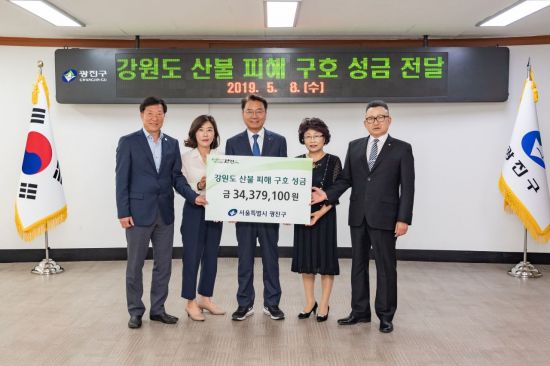 광진구
GWANGJIN-GU
강원도 산불 피해 구호 성금 전달
2019. 5. 8.(수)
강원도 산불 피해 구호 성금
금 34,379,100원
서울특별시 광진구
광진구